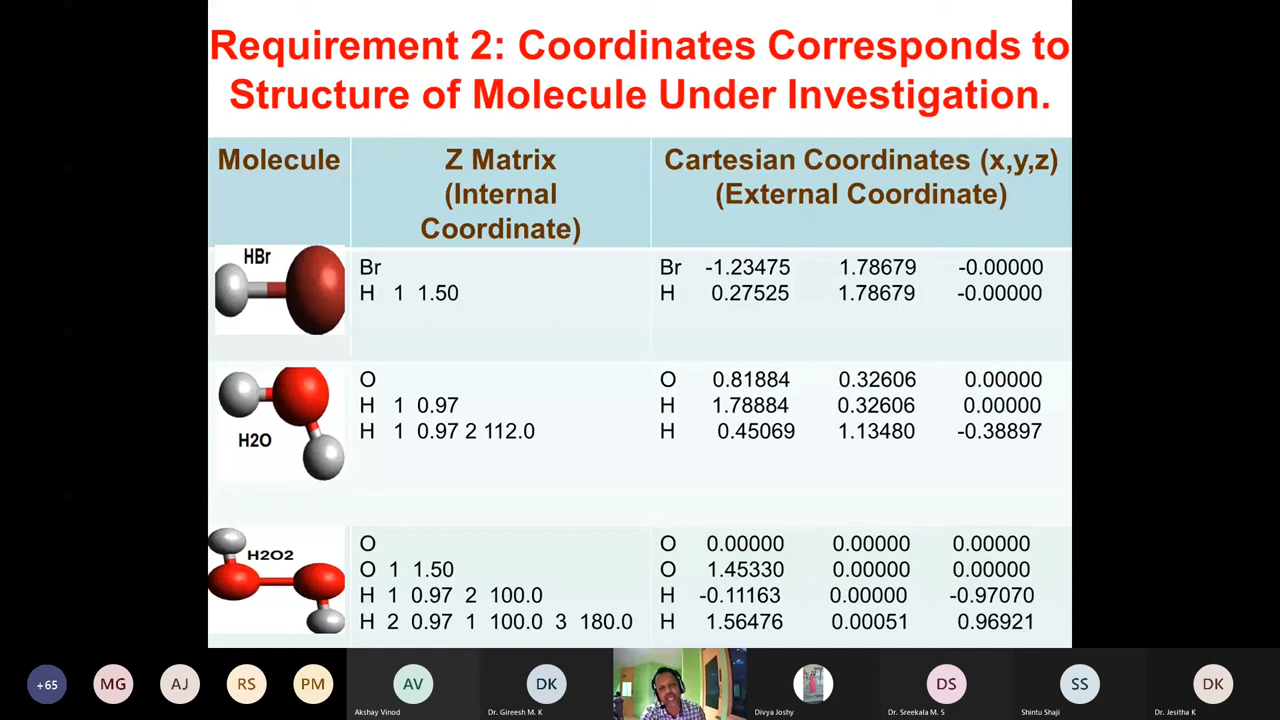 Requirement 2: Coordinates Corresponds to
Structure of Molecule Under Investigation.
Molecule
Z Matrix
(Internal
Coordinate)
Cartesian Coordinates (x,y,z)
(External Coordinate)
HBr
Br
H 1 1.50
Br -1.23475 1.78679 -0.00000
H 0.27525 1.78679 -0.00000
H2O
O
H 1 0.97
H 1 0.97 2 112.0
O 0.81884 0.32606 0.00000
H 1.78884 0.32606 0.00000
H 0.45069 1.13480 -0.38897
H2O2
O
O 1 1.50
H 1 0.97 2 100.0
H 2 0.97 1 100.0 3 180.0
O 0.00000 0.00000 0.00000
O 1.45330 0.00000 0.00000
H -0.11163 0.00000 -0.97070
H 1.56476 0.00051 0.96921
+65
MG
AJ
RS
PM
AV
Akshay Vinod
DK
Dr. Gireesh M. K
Divya Joshy
DS
Dr. Sreekala M. S
SS
Shintu Shaji
DK
Dr. Jesitha K